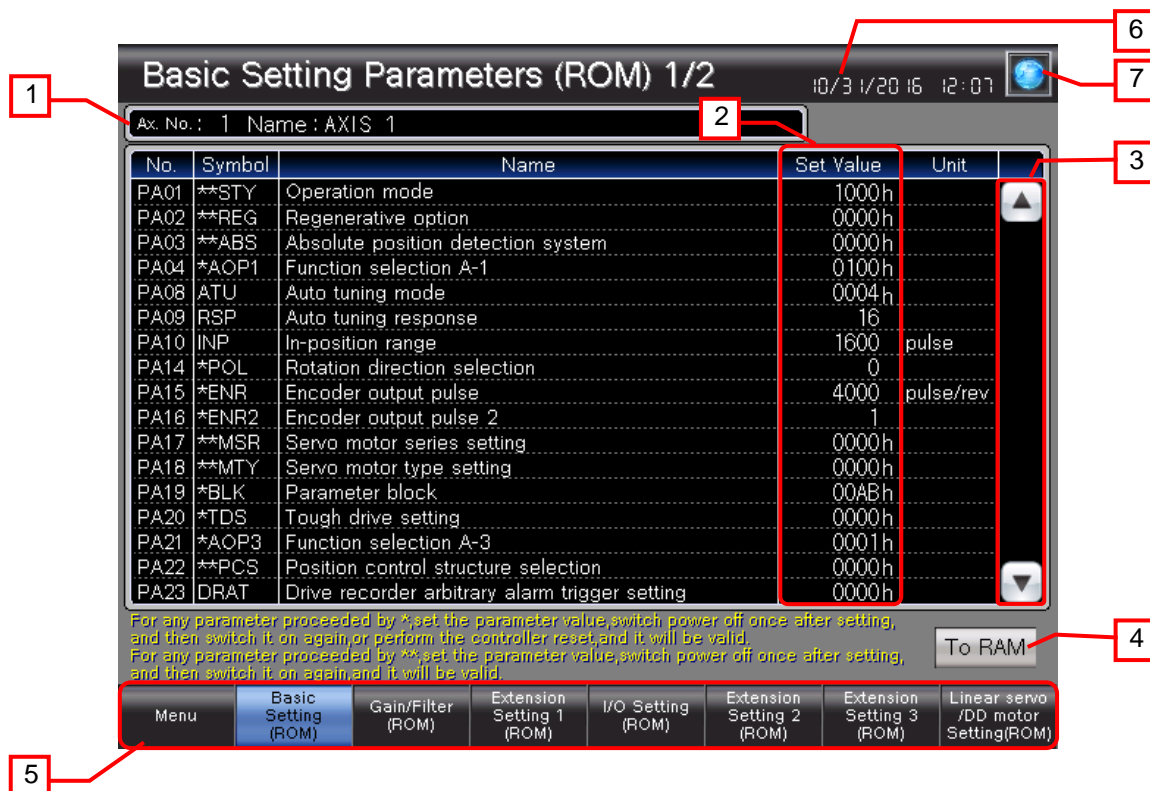 6
Basic Setting Parameters (ROM) 1/2
10/31/2016 12:07
7
1
Ax. No.: 1 Name:AXIS 1
2
No. Symbol Name Set Value Unit
3
PA01 **STY Operation mode 1000h
PA02 **REG Regenerative option 0000h
PA03 **ABS Absolute position detection system 0000h
PA04 *AOP1 Function selection A-1 0100h
PA08 ATU Auto tuning mode 0004h
PA09 RSP Auto tuning response 16
PA10 INP In-position range 1600 pulse
PA14 *POL Rotation direction selection 0
PA15 *ENR Encoder output pulse 4000 pulse/rev
PA16 *ENR2 Encoder output pulse 2 1
PA17 **MSR Servo motor series setting 0000h
PA18 **MTY Servo motor type setting 0000h
PA19 *BLK Parameter block 00ABh
PA20 *TDS Tough drive setting 0000h
PA21 *AOP3 Function selection A-3 0001h
PA22 **PCS Position control structure selection 0000h
PA23 DRAT Drive recorder arbitrary alarm trigger setting 0000h
For any parameter proceeded by *,set the parameter value,switch power off once after setting,
and then switch it on again,or perform the controller reset,and it will be valid.
For any parameter proceeded by **,set the parameter value,switch power off once after setting,
and then switch it on again,and it will be valid.
To RAM
4
Menu
Basic
Setting
(ROM)
Gain/Filter
(ROM)
Extension
Setting 1
(ROM)
I/O Setting
(ROM)
Extension
Setting 2
(ROM)
Extension
Setting 3
(ROM)
Linear servo
/DD motor
Setting(ROM)
5